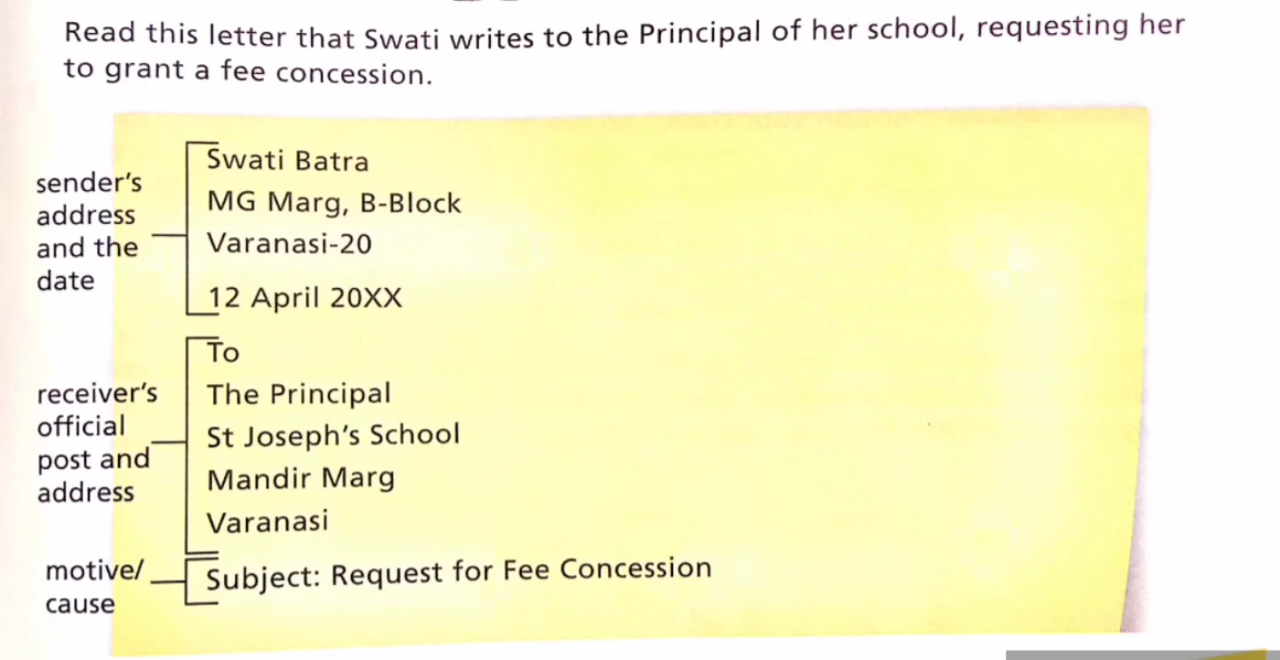 Read this letter that Swati writes to the Principal of her school, requesting her
to grant a fee concession.
sender's
address
and the
date
Swati Batra
MG Marg, B-Block
Varanasi-20
12 April 20XX
receiver's
official
post and
address
To
The Principal
St Joseph's School
Mandir Marg
Varanasi
motive/
cause
Subject: Request for Fee Concession